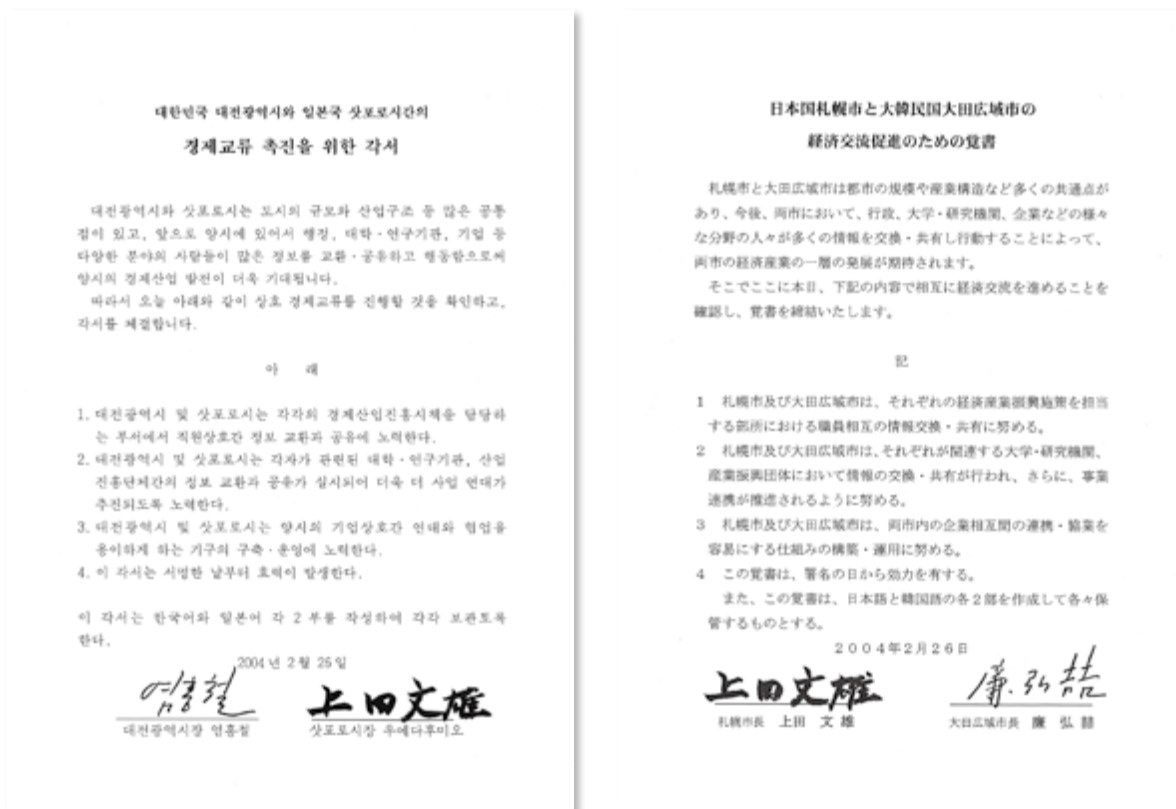 대한민국 대전광역시와 일본국 삿포로시간의
경제교류 촉진을 위한 각서
대전광역시와 삿포로시는 도시의 규모와 산업구조 등 많은 공통
점이 있고, 앞으로 양시에 있어서 행정, 대학・연구기관, 기업 등
다양한 분야의 사람들이 많은 정보를 교환・공유하고 행동함으로써
양시의 경제산업 발전이 더욱 기대됩니다.
따라서 오늘 아래와 같이 상호 경제교류를 진행할 것을 확인하고,
각서를 체결합니다.
아 래
1. 대전광역시 및 삿포로시는 각각의 경제산업진흥시책을 담당하
는 부서에서 직원상호간 정보 교환과 공유에 노력한다.
2. 대전광역시 및 삿포로시는 각자가 관련된 대학・연구기관, 산업
진흥단체간의 정보 교환과 공유가 실시되어 더욱 더 사업 연대가
추진되도록 노력한다.
3. 대전광역시 및 삿포로시는 양시의 기업상호간 연대와 협업을
용이하게 하는 기구의 구축・운영에 노력한다.
4. 이 각서는 서명한 날부터 효력이 발생한다.
이 각서는 한국어와 일본어 각 2 부를 작성하여 각각 보관토록
한다.
2004년 2월 26일
염홍철 上田文雄
대전광역시장 염홍철 삿포로시장 우에다후미오
日本国札幌市と大韓民国大田広域市の
経済交流促進のための覚書
札幌市と大田広域市は都市の規模や産業構造など多くの共通点が
あり、今後、両市において、行政、大学・研究機関、企業などの様々
な分野の人々が多くの情報を交換・共有し行動することによって、
両市の経済産業の一層の発展が期待されます。
そこでここに本日、下記の内容で相互に経済交流を進めることを
確認し、覚書を締結いたします。
記
1 札幌市及び大田広域市は、それぞれの経済産業振興施策を担当
する部所における職員相互の情報交換・共有に努める。
2 札幌市及び大田広域市は、それぞれが関連する大学・研究機関、
産業振興団体において情報の交換・共有が行われ、さらに、事業
連携が推進されるように努める。
3 札幌市及び大田広域市は、両市内の企業相互間の連携・協業を
容易にする仕組みの構築・運用に努める。
4 この覚書は、署名の日から効力を有する。
また、この覚書は、日本語と韓国語の各2部を作成して各々保
管するものとする。
2004年2月26日
上田文雄 廉弘喆
札幌市長 上田 文雄 大田広域市長 廉 弘 喆